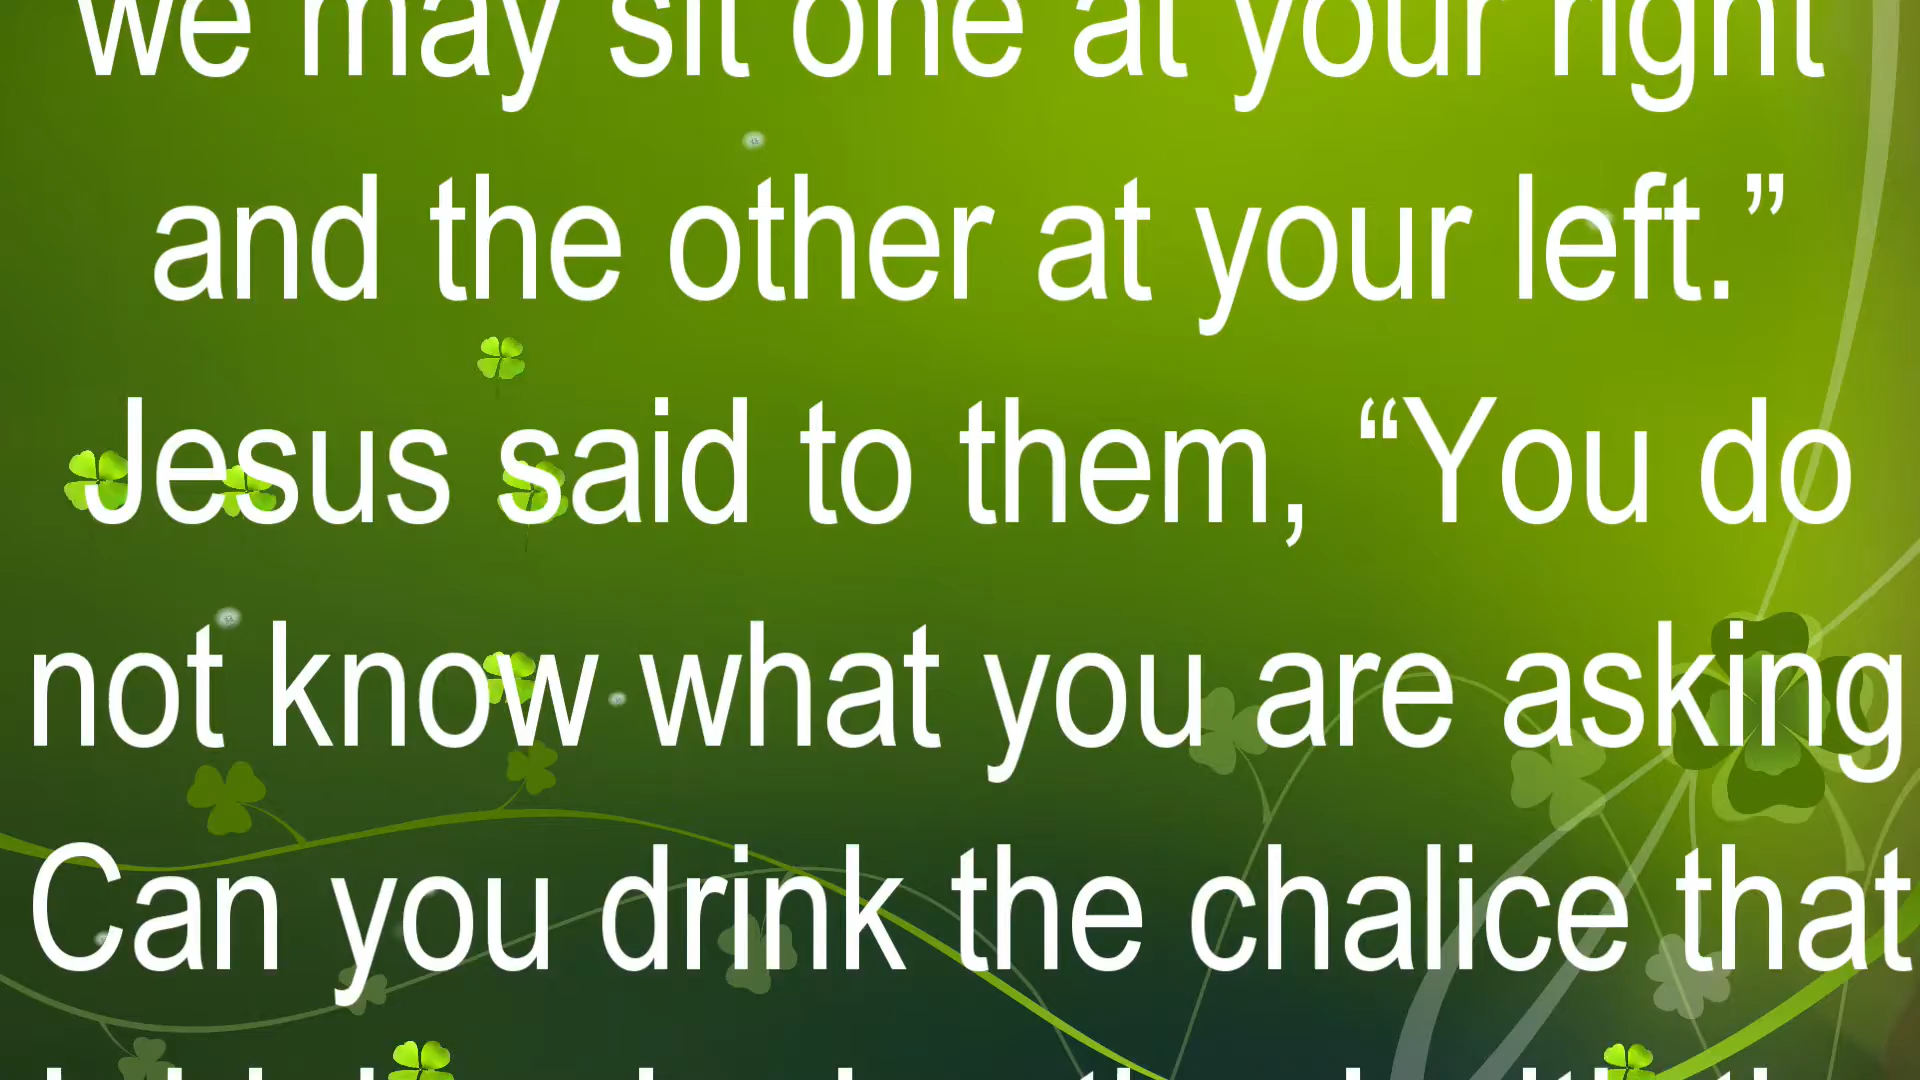 we may sit one at your right
and the other at your left.”
Jesus said to them, “You do
not know what you are asking
Can you drink the chalice that